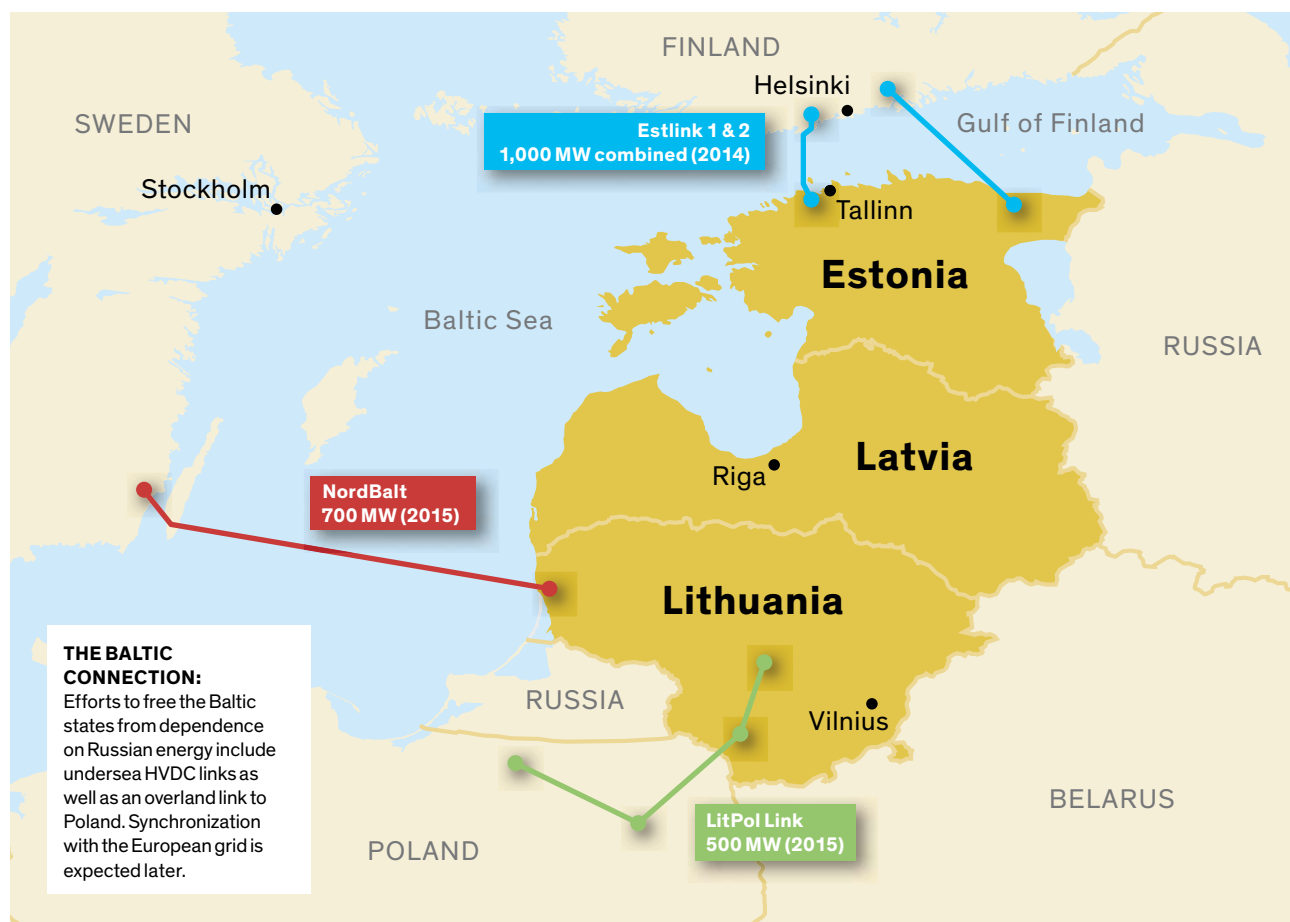 FINLAND
Helsinki
SWEDEN
Estlink 1 & 2
1,000 MW combined (2014)
Gulf of Finland
Stockholm
Tallinn
Estonia
Baltic Sea
RUSSIA
Latvia
Riga
NordBalt
700 MW (2015)
Lithuania
THE BALTIC
CONNECTION:
Efforts to free the Baltic
states from dependence
on Russian energy include
undersea HVDC links as
well as an overland link to
Poland. Synchronization
with the European grid is
expected later.
RUSSIA
Vilnius
BELARUS
LitPol Link
500 MW (2015)
POLAND